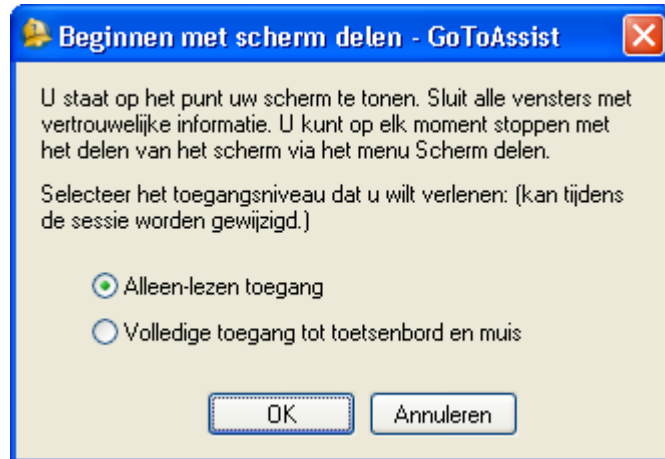 Beginnen met scherm delen - GoToAssist
U staat op het punt uw scherm te tonen. Sluit alle vensters met
vertrouwelijke informatie. U kunt op elk moment stoppen met
het delen van het scherm via het menu Scherm delen.
Selecteer het toegangsniveau dat u wilt verlenen: (kan tijdens
de sessie worden gewijzigd.)
Alleen-lezen toegang
Volledige toegang tot toetsenbord en muis
OK Annuleren